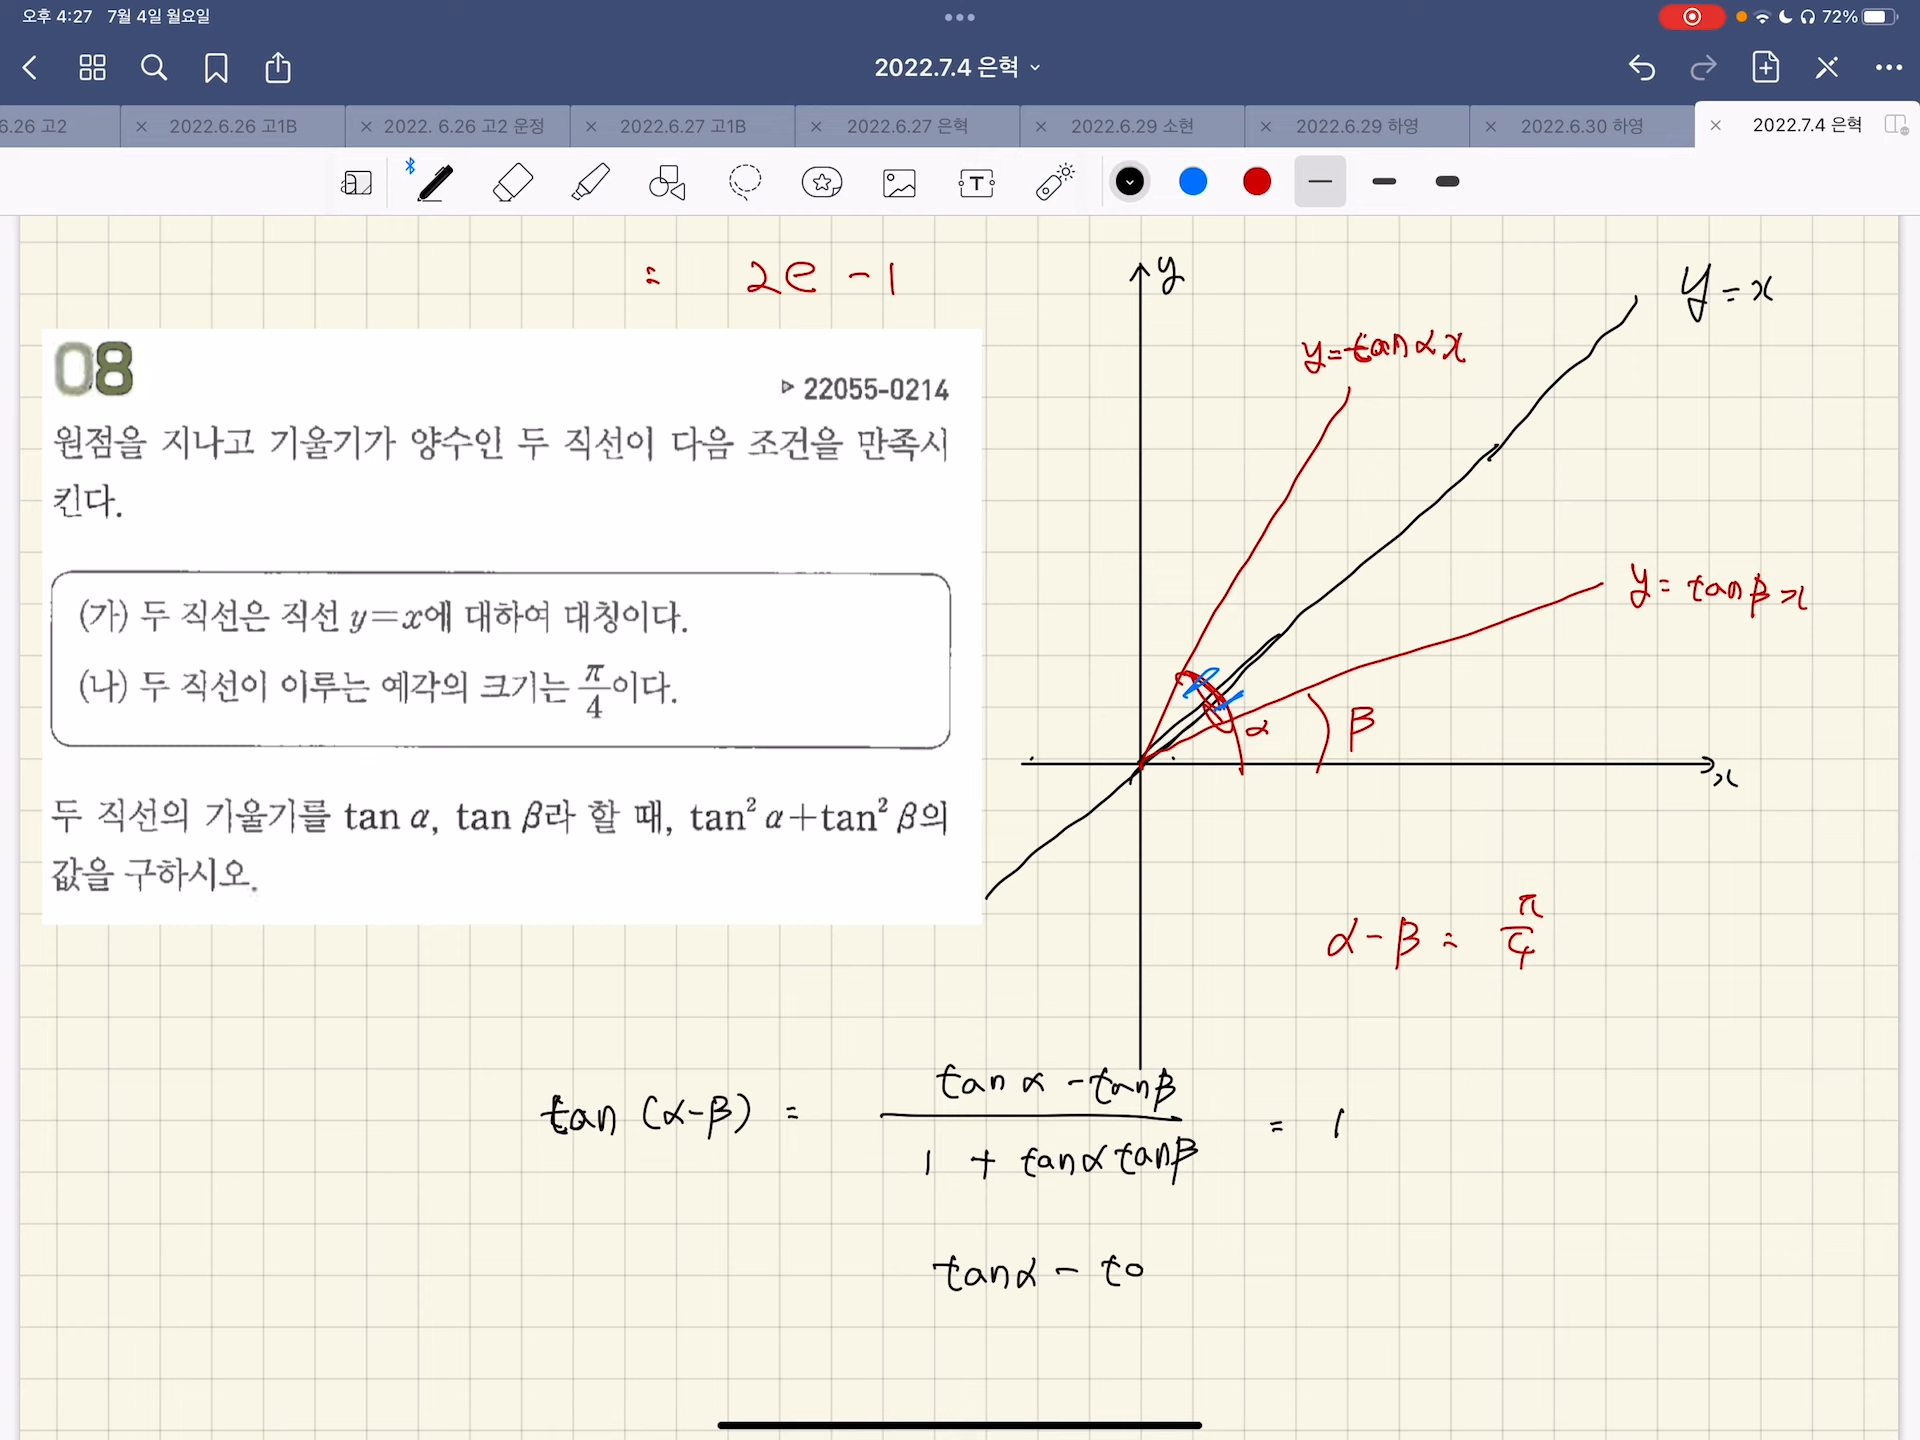 오후 4:27 7월 4일 월요일
72%
2022.7.4 은혁
6.26 고2
2022.6.26 고1B
2022. 6.26 고2 운정
2022.6.27 고1B
2022.6.27 은혁
2022.6.29 소현
2022.6.29 하영
2022.6.30 하영
2022.7.4 은혁
= 2e - 1
08
▷ 22055-0214
원점을 지나고 기울기가 양수인 두 직선이 다음 조건을 만족시
킨다.
(가) 두 직선은 직선 y=x에 대하여 대칭이다.
(나) 두 직선이 이루는 예각의 크기는 π/4이다.
두 직선의 기울기를 tan α, tan β라 할 때, tan² α+tan² β의
값을 구하시오.
y
y=x
y=tanαx
y=tanβx
α
β
x
α-β = π/4
tan (α-β) = (tanα - tanβ)/(1 + tanαtanβ) = 1
tanα - ta